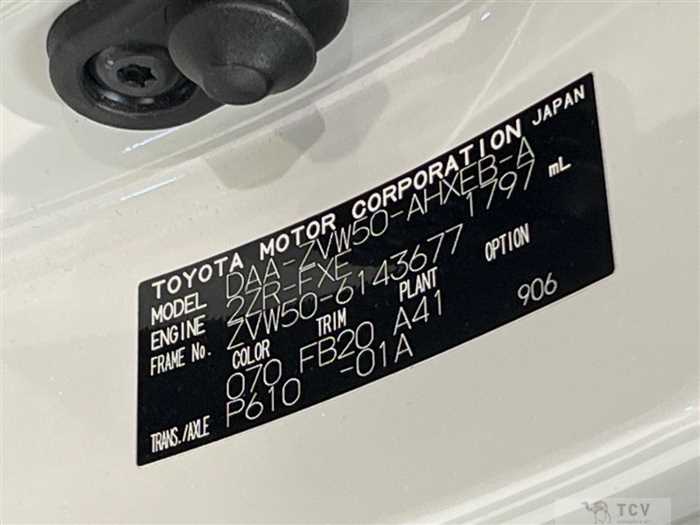 TOYOTA MOTOR CORPORATION JAPAN
MODEL DAA-ZVW50-AHXEB-A
ENGINE 2ZR-FXE 1797 mL
FRAME No. ZVW50-6143677
COLOR TRIM PLANT OPTION
070 FB20 A41 906
TRANS./AXLE P610 -01A
TCV